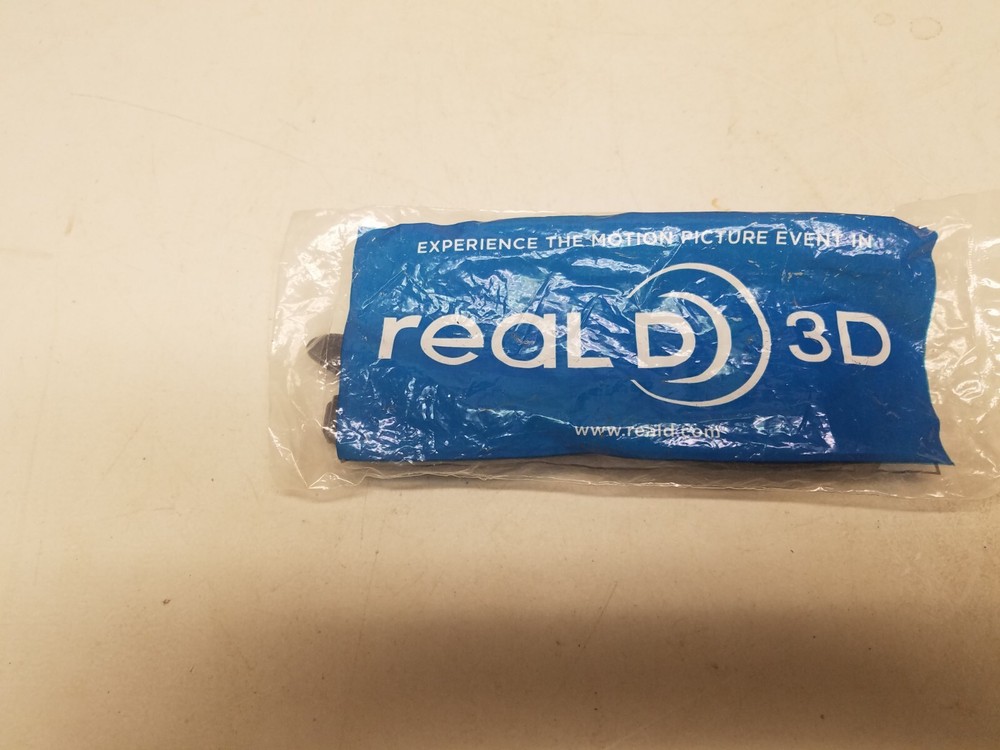 EXPERIENCE THE MOTION PICTURE EVENT IN
reaLD 3D
www.reald.com